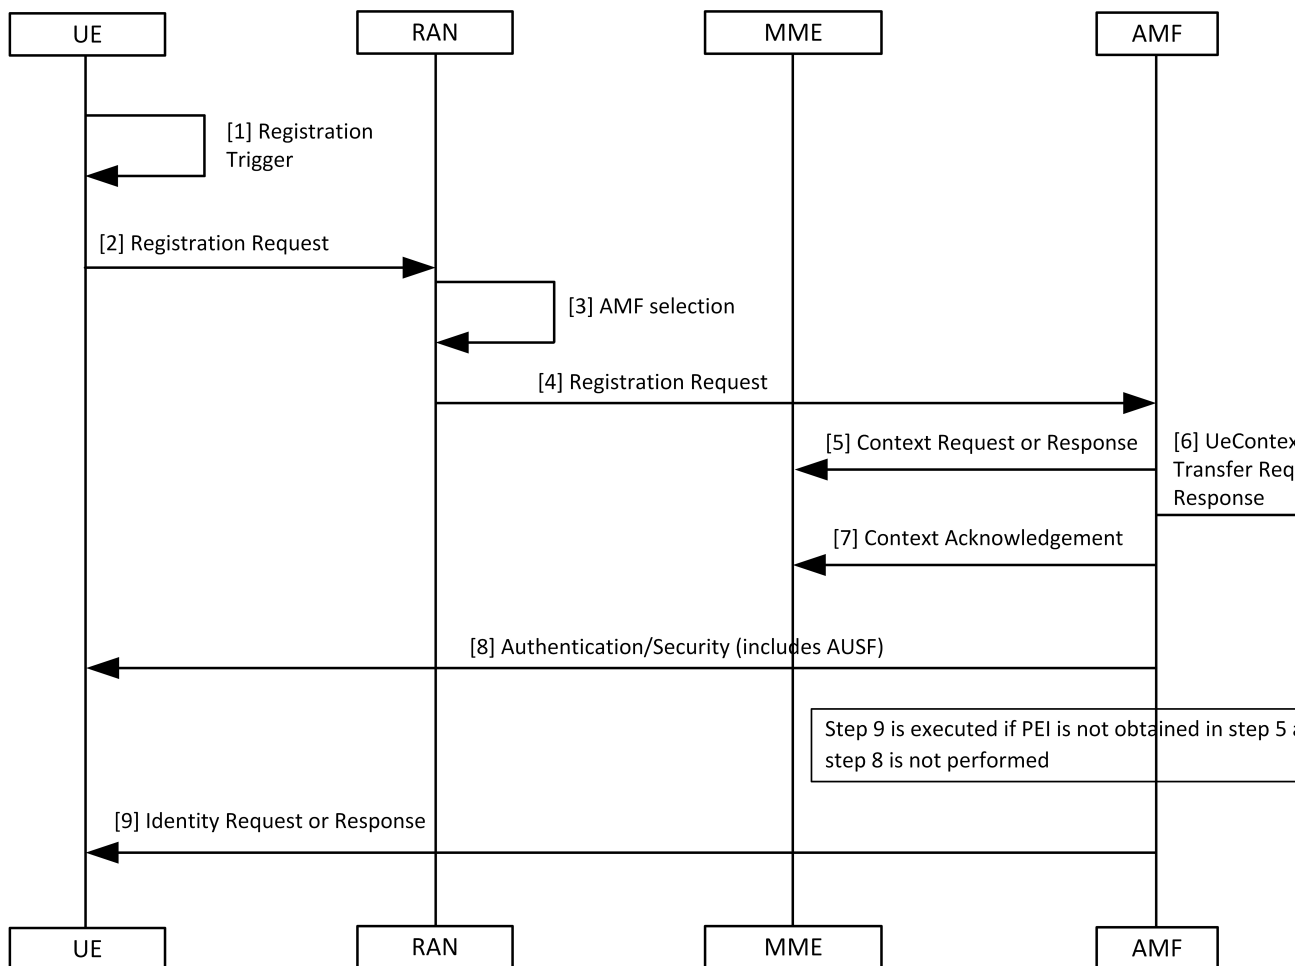 UE
RAN
MME
AMF
[1] Registration
Trigger
[2] Registration Request
[3] AMF selection
[4] Registration Request
[5] Context Request or Response
[6]
Transfer
Response
[7] Context Acknowledgement
[8] Authentication/Security (includes AUSF)
Step 9 is executed if PEI is not obtained in step 5
step 8 is not performed
[9] Identity Request or Response
UE
RAN
MME
AMF